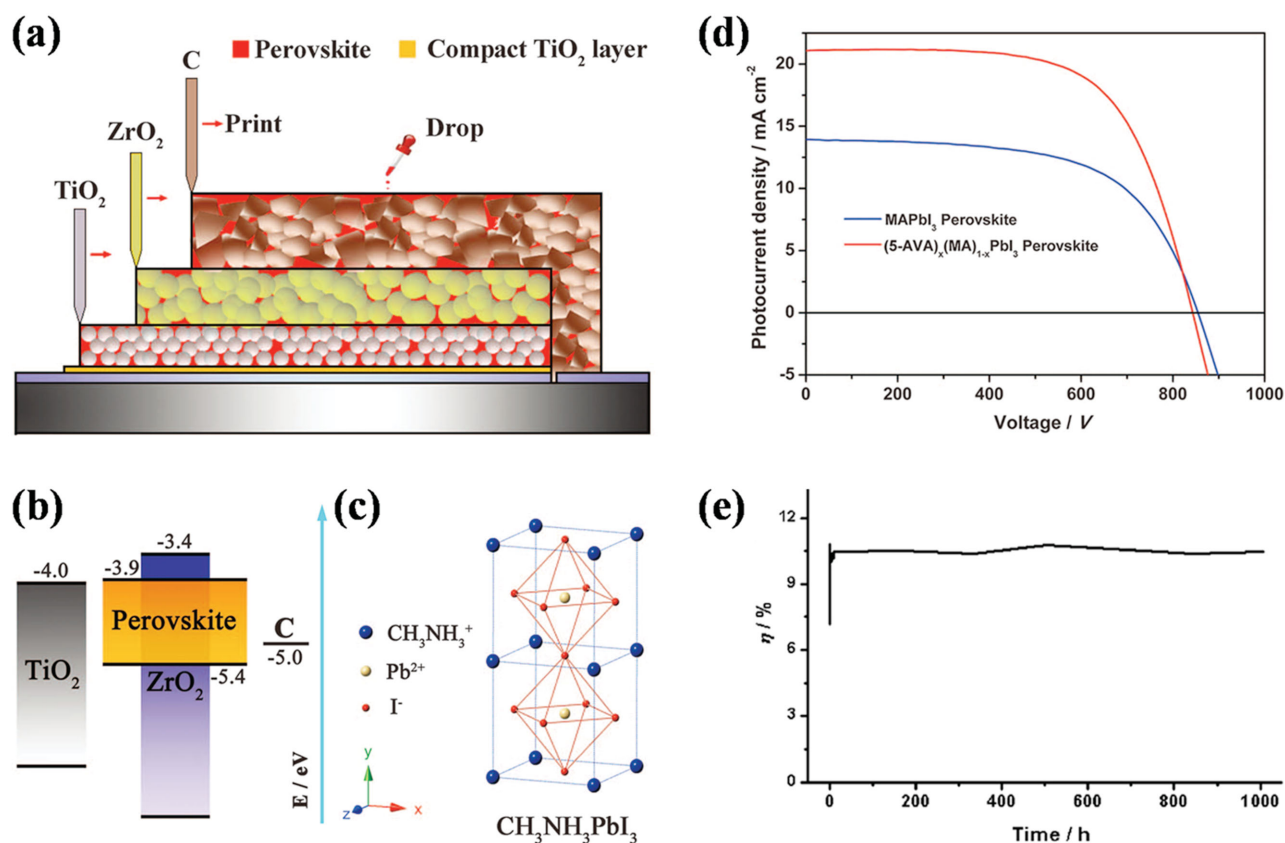 (a)
Perovskite
Compact TiO₂ layer
C
Print
ZrO₂
Drop
TiO₂
(b)
-4.0
-3.9
-3.4
Perovskite
TiO₂
ZrO₂
-5.4
C
-5.0
E / eV
(c)
CH₃NH₃⁺
Pb²⁺
I⁻
y
z
x
CH₃NH₃PbI₃
(d)
Photocurrent density / mA cm⁻²
20
15
10
5
0
-5
MAPbI₃ Perovskite
(5-AVA)ₓ(MA)₁₋ₓPbI₃ Perovskite
0 200 400 600 800 1000
Voltage / V
(e)
η / %
12
9
6
3
0
0 200 400 600 800 1000
Time / h